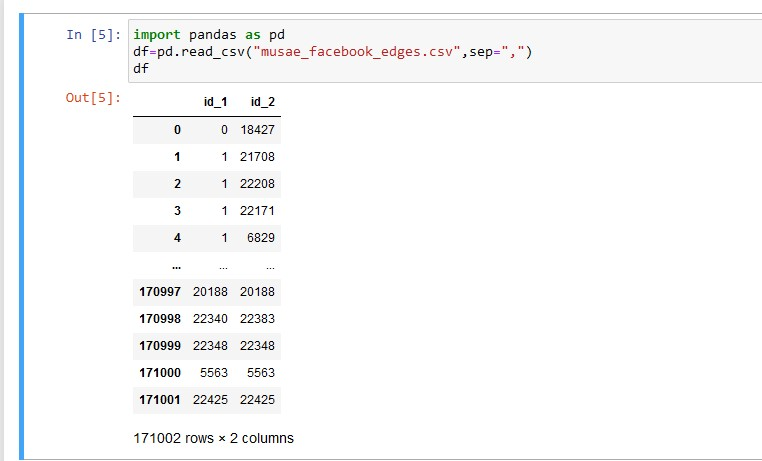 In [5]: import pandas as pd
df=pd.read_csv("musae_facebook_edges.csv",sep=",")
df
Out[5]:
id_1 id_2
0 0 18427
1 1 21708
2 1 22208
3 1 22171
4 1 6829
... ... ...
170997 20188 20188
170998 22340 22383
170999 22348 22348
171000 5563 5563
171001 22425 22425
171002 rows × 2 columns